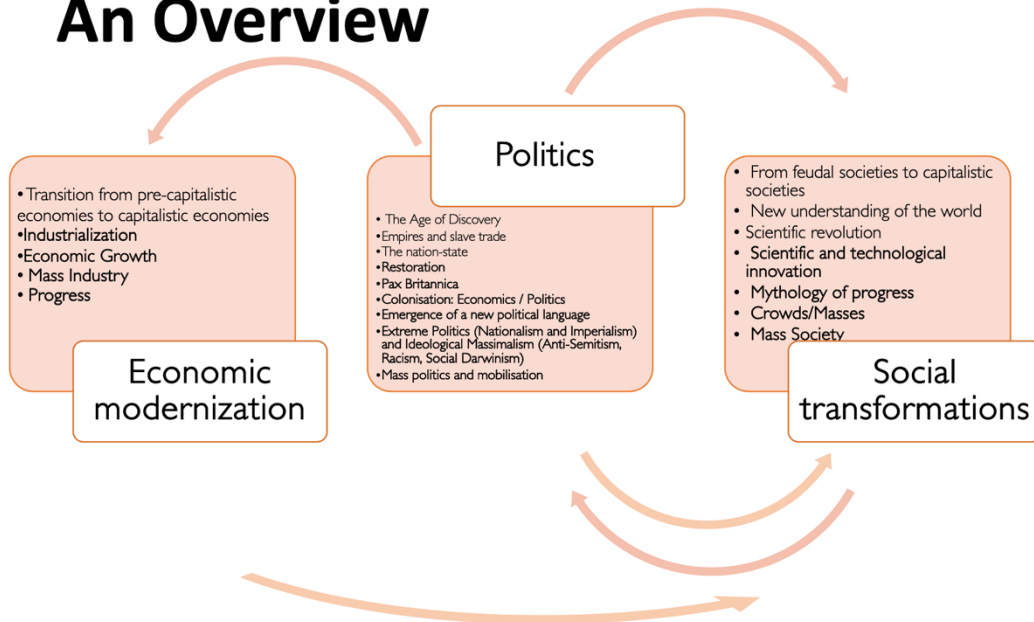 An Overview
• Transition from pre-capitalistic
economies to capitalistic economies
•Industrialization
•Economic Growth
• Mass Industry
• Progress
Economic
modernization
Politics
• The Age of Discovery
•Empires and slave trade
•The nation-state
•Restoration
•Pax Britannica
•Colonisation: Economics / Politics
•Emergence of a new political language
•Extreme Politics (Nationalism and Imperialism)
and Ideological Massimalism (Anti-Semitism,
Racism, Social Darwinism)
•Mass politics and mobilisation
• From feudal societies to capitalistic
societies
• New understanding of the world
• Scientific revolution
• Scientific and technological
innovation
• Mythology of progress
• Crowds/Masses
• Mass Society
Social
transformations